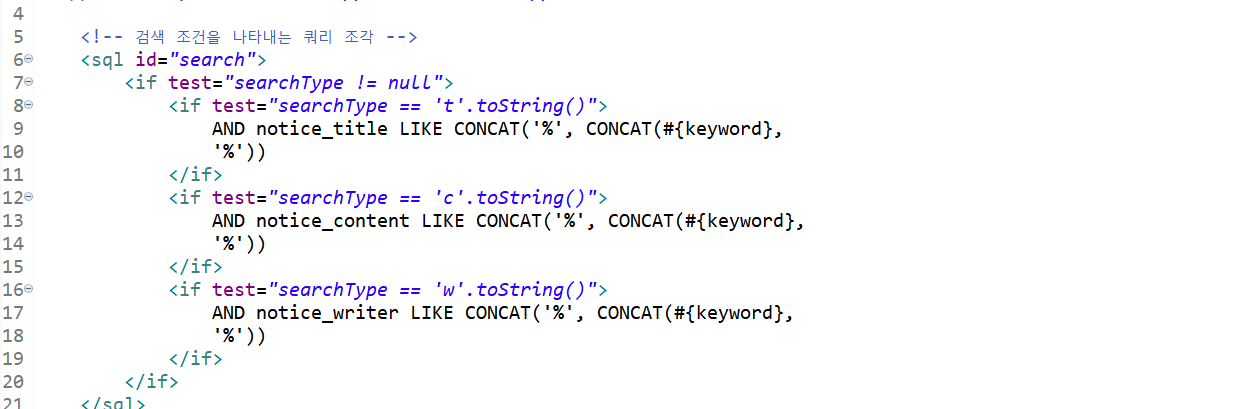 4
5 <!-- 검색 조건을 나타내는 쿼리 조각 -->
6 <sql id="search">
7 <if test="searchType != null">
8 <if test="searchType == 't'.toString()">
9 AND notice_title LIKE CONCAT('%', CONCAT(#{keyword},
10 '%'))
11 </if>
12 <if test="searchType == 'c'.toString()">
13 AND notice_content LIKE CONCAT('%', CONCAT(#{keyword},
14 '%'))
15 </if>
16 <if test="searchType == 'w'.toString()">
17 AND notice_writer LIKE CONCAT('%', CONCAT(#{keyword},
18 '%'))
19 </if>
20 </if>
21 </sql>